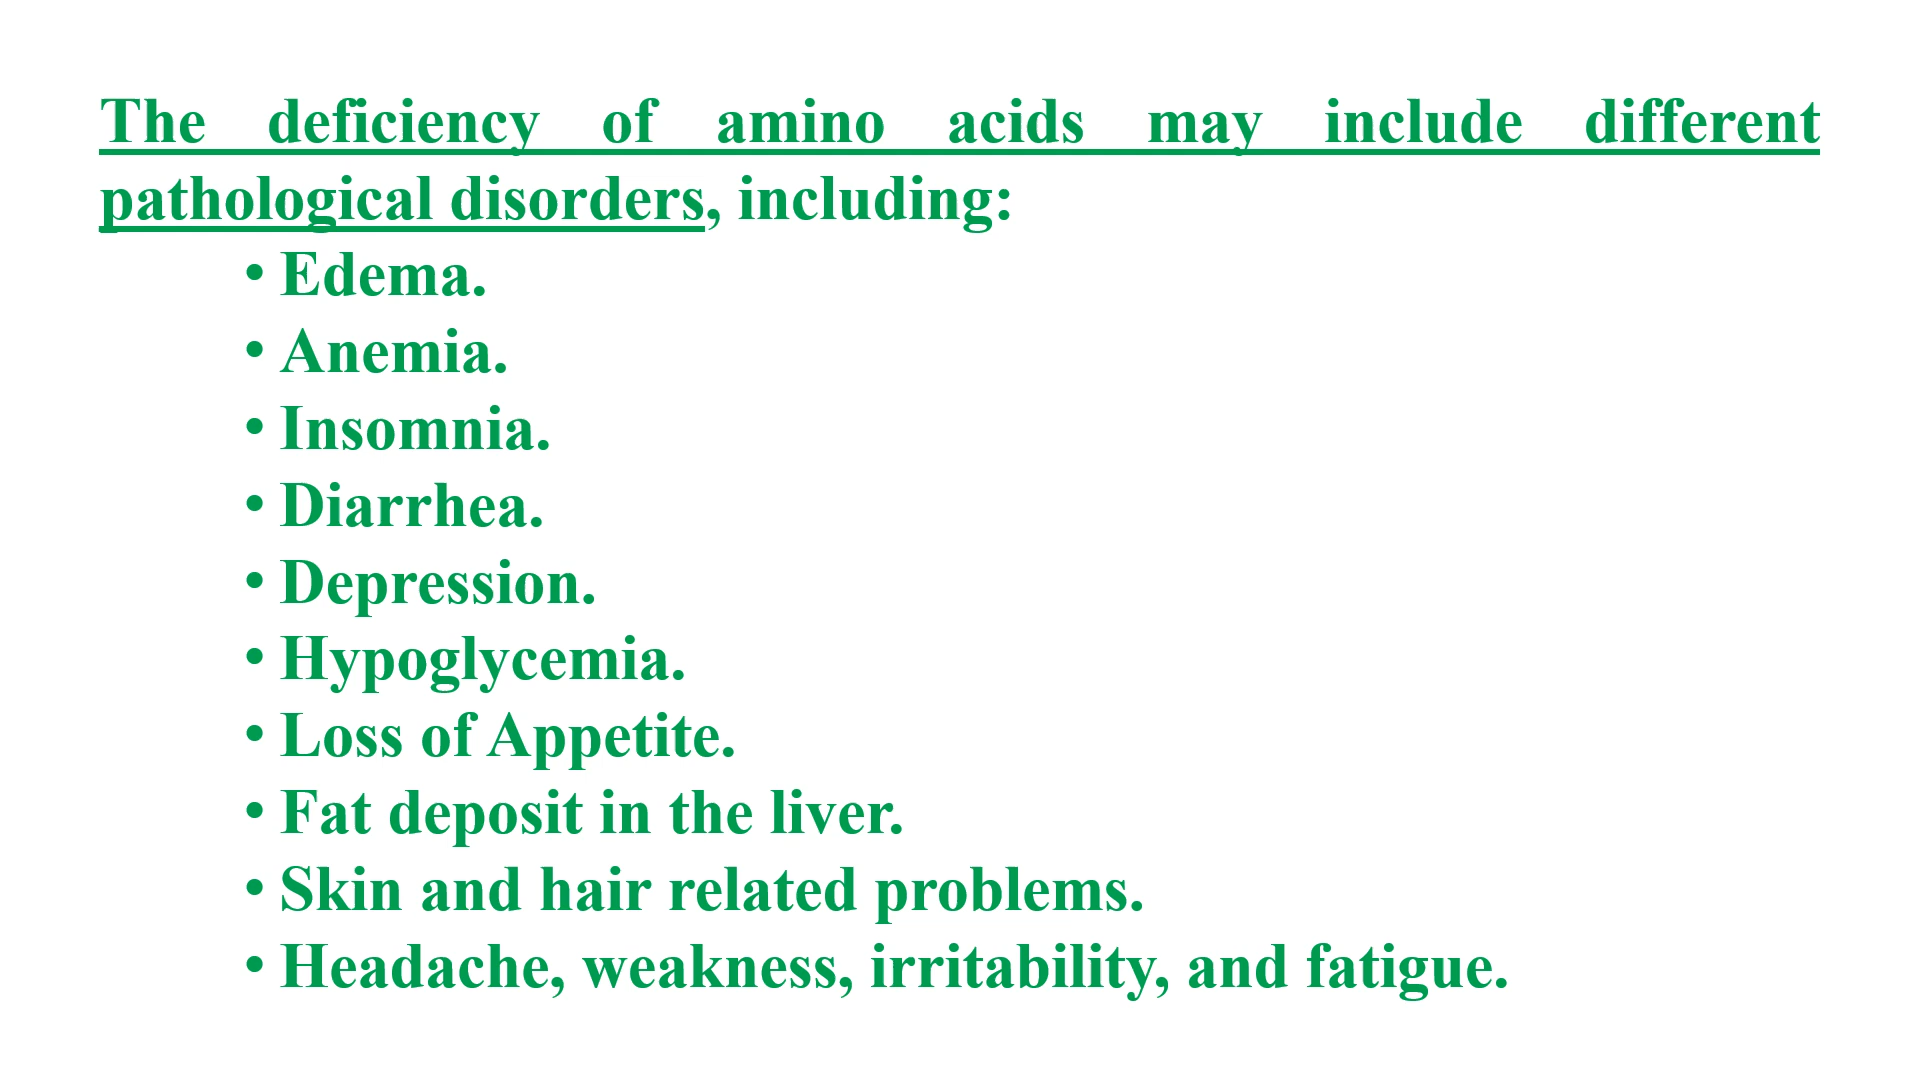 The deficiency of amino acids may include different
pathological disorders, including:
• Edema.
• Anemia.
• Insomnia.
• Diarrhea.
• Depression.
• Hypoglycemia.
• Loss of Appetite.
• Fat deposit in the liver.
• Skin and hair related problems.
• Headache, weakness, irritability, and fatigue.